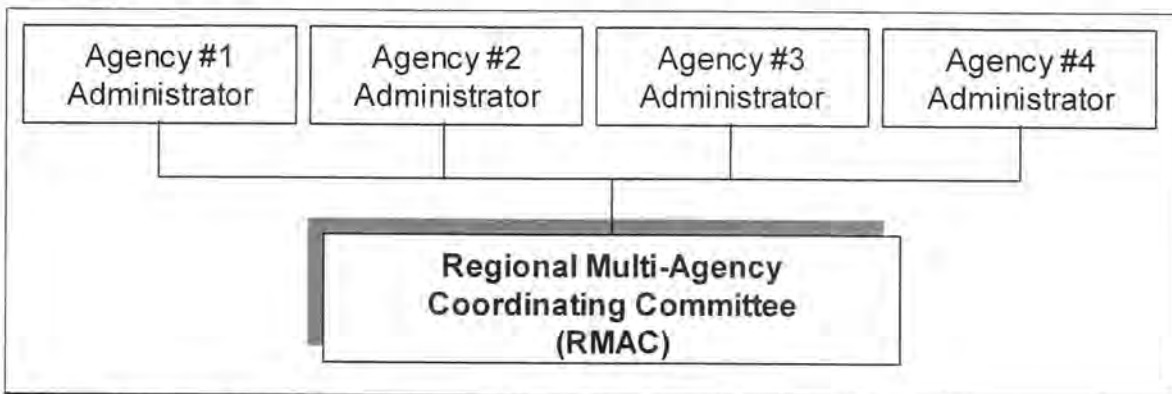 Agency #1
Administrator
Agency #2
Administrator
Agency #3
Administrator
Agency #4
Administrator
Regional Multi-Agency
Coordinating Committee
(RMAC)